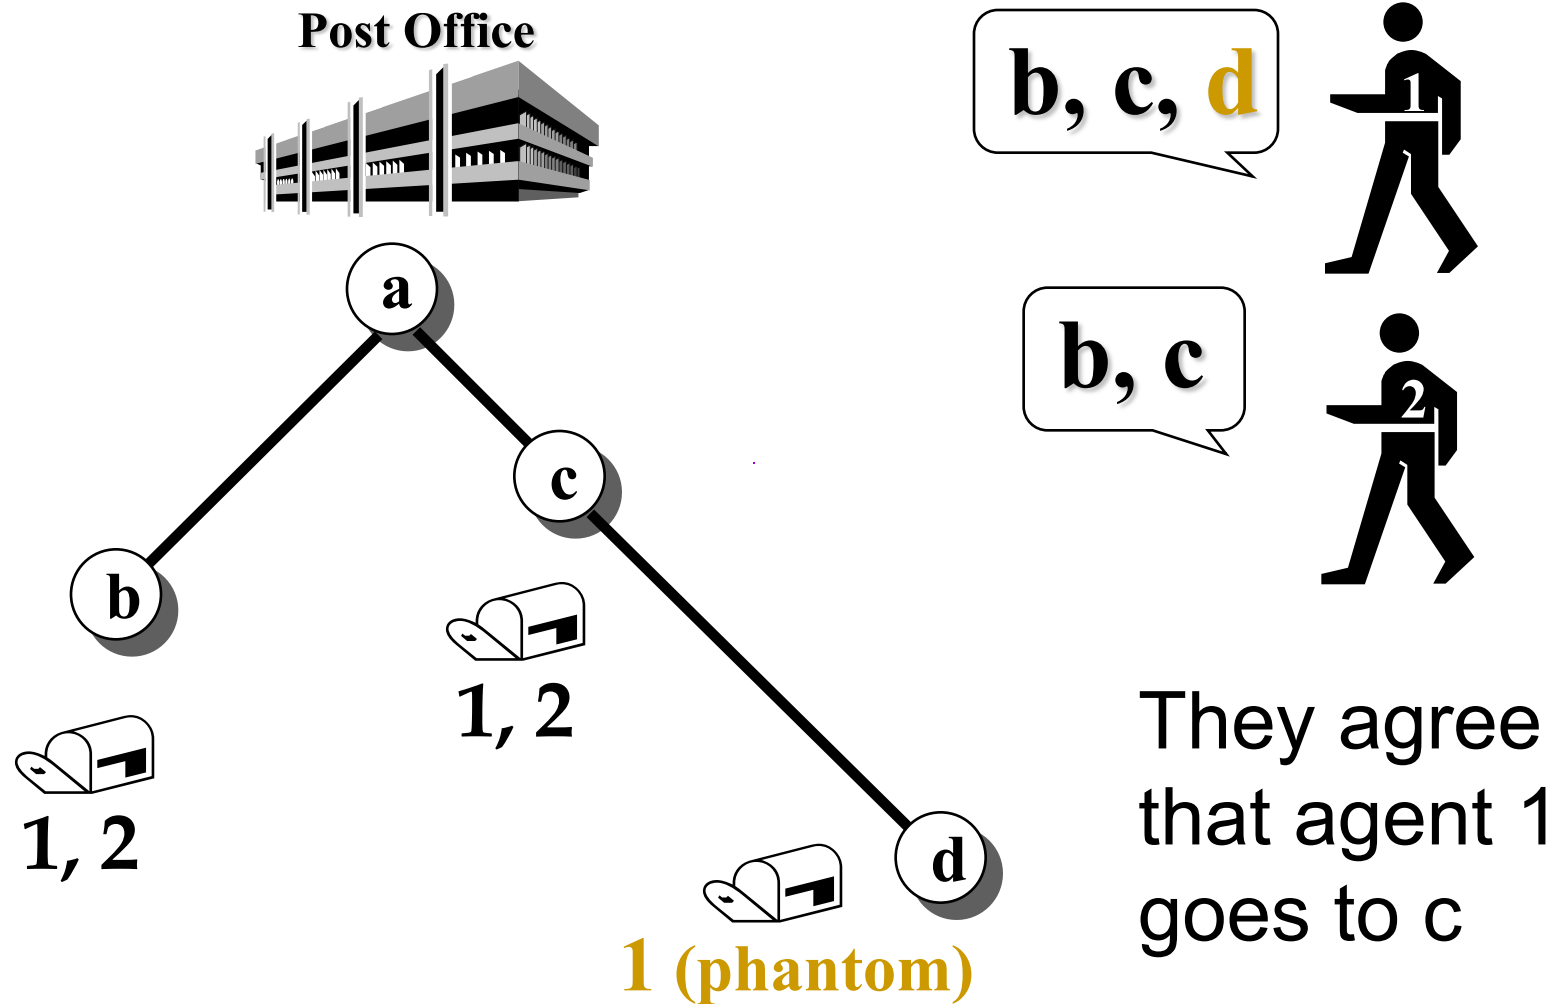 Post Office
b, c, d
1
a
b, c
2
c
b
1, 2
They agree
that agent 1
goes to c
1, 2
d
1 (phantom)